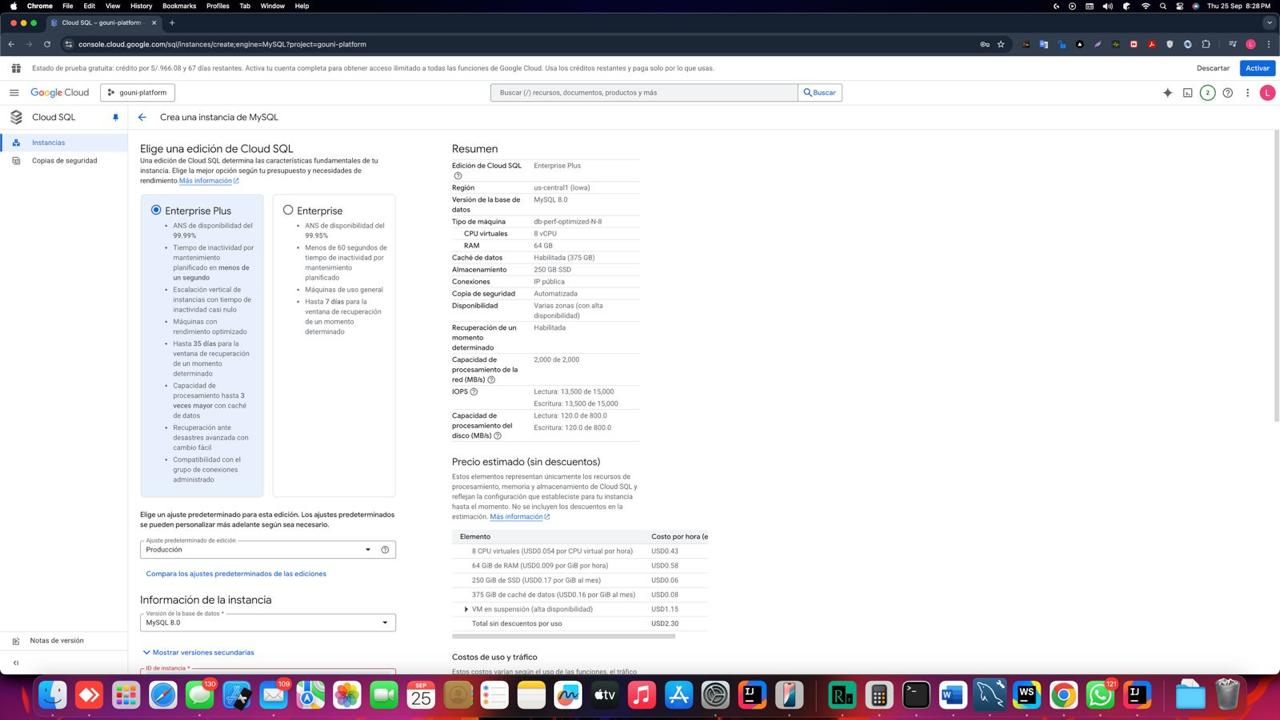 Chrome File Edit View History Bookmarks Profiles Tab Window Help
Thu 25 Sep 8:28 PM
Cloud SQL – gouni-platform
console.cloud.google.com/sql/instances/create;engine=MySQL?project=gouni-platform
Estado de prueba gratuita: crédito por S/.966.08 y 67 días restantes. Activa tu cuenta completa para obtener acceso ilimitado a todas las funciones de Google Cloud. Usa los créditos restantes y paga solo por lo que uses.
Descartar
Activar
Google Cloud
gouni-platform
Buscar (/) recursos, documentos, productos y más
Buscar
2
L
Cloud SQL
Crea una instancia de MySQL
Instancias
Copias de seguridad
Elige una edición de Cloud SQL
Una edición de Cloud SQL determina las características fundamentales de tu
instancia. Elige la mejor opción según tu presupuesto y necesidades de
rendimiento. Más información
Enterprise Plus
ANS de disponibilidad del
99.99%
Tiempo de inactividad por
mantenimiento
planificado en menos de
un segundo
Escalación vertical de
instancias con tiempo de
inactividad casi nulo
Máquinas con
rendimiento optimizado
Hasta 35 días para la
ventana de recuperación
de un momento
determinado
Capacidad de
procesamiento hasta 3
veces mayor con caché
de datos
Recuperación ante
desastres avanzada con
cambio fácil
Compatibilidad con el
grupo de conexiones
administrado
Enterprise
ANS de disponibilidad del
99.95%
Menos de 60 segundos de
tiempo de inactividad por
mantenimiento
planificado
Máquinas de uso general
Hasta 7 días para la
ventana de recuperación
de un momento
determinado
Elige un ajuste predeterminado para esta edición. Los ajustes predeterminados
se pueden personalizar más adelante según sea necesario.
Ajuste predeterminado de edición:
Producción
Compara los ajustes predeterminados de las ediciones
Información de la instancia
Versión de la base de datos *
MySQL 8.0
Mostrar versiones secundarias
ID de instancia *
Resumen
Edición de Cloud SQL Enterprise Plus
Región us-central1 (Iowa)
Versión de la base de MySQL 8.0
datos
Tipo de máquina db-perf-optimized-N-8
CPU virtuales 8 vCPU
RAM 64 GB
Caché de datos Habilitada (375 GB)
Almacenamiento 250 GB SSD
Conexiones IP pública
Copia de seguridad Automatizada
Disponibilidad Varias zonas (con alta
disponibilidad)
Recuperación de un Habilitada
momento
determinado
Capacidad de 2,000 de 2,000
procesamiento de la
red (MB/s)
IOPS Lectura: 13,500 de 15,000
Escritura: 13,500 de 15,000
Capacidad de Lectura: 120.0 de 800.0
procesamiento del Escritura: 120.0 de 800.0
disco (MB/s)
Precio estimado (sin descuentos)
Estos elementos representan únicamente los recursos de
procesamiento, memoria y almacenamiento de Cloud SQL y
reflejan la configuración que estableciste para tu instancia
hasta el momento. No se incluyen los descuentos en la
estimación. Más información
Elemento Costo por hora (e
8 CPU virtuales (USD0.054 por CPU virtual por hora) USD0.43
64 GiB de RAM (USD0.009 por GiB por hora) USD0.58
250 GiB de SSD (USD0.17 por GiB al mes) USD0.06
375 GiB de caché de datos (USD0.16 por GiB al mes) USD0.08
VM en suspensión (alta disponibilidad) USD1.15
Total sin descuentos por uso USD2.30
Costos de uso y tráfico
Estos costos varían según el uso de las funciones, el tráfico
Notas de versión
130
109
SEP
25
tv
121